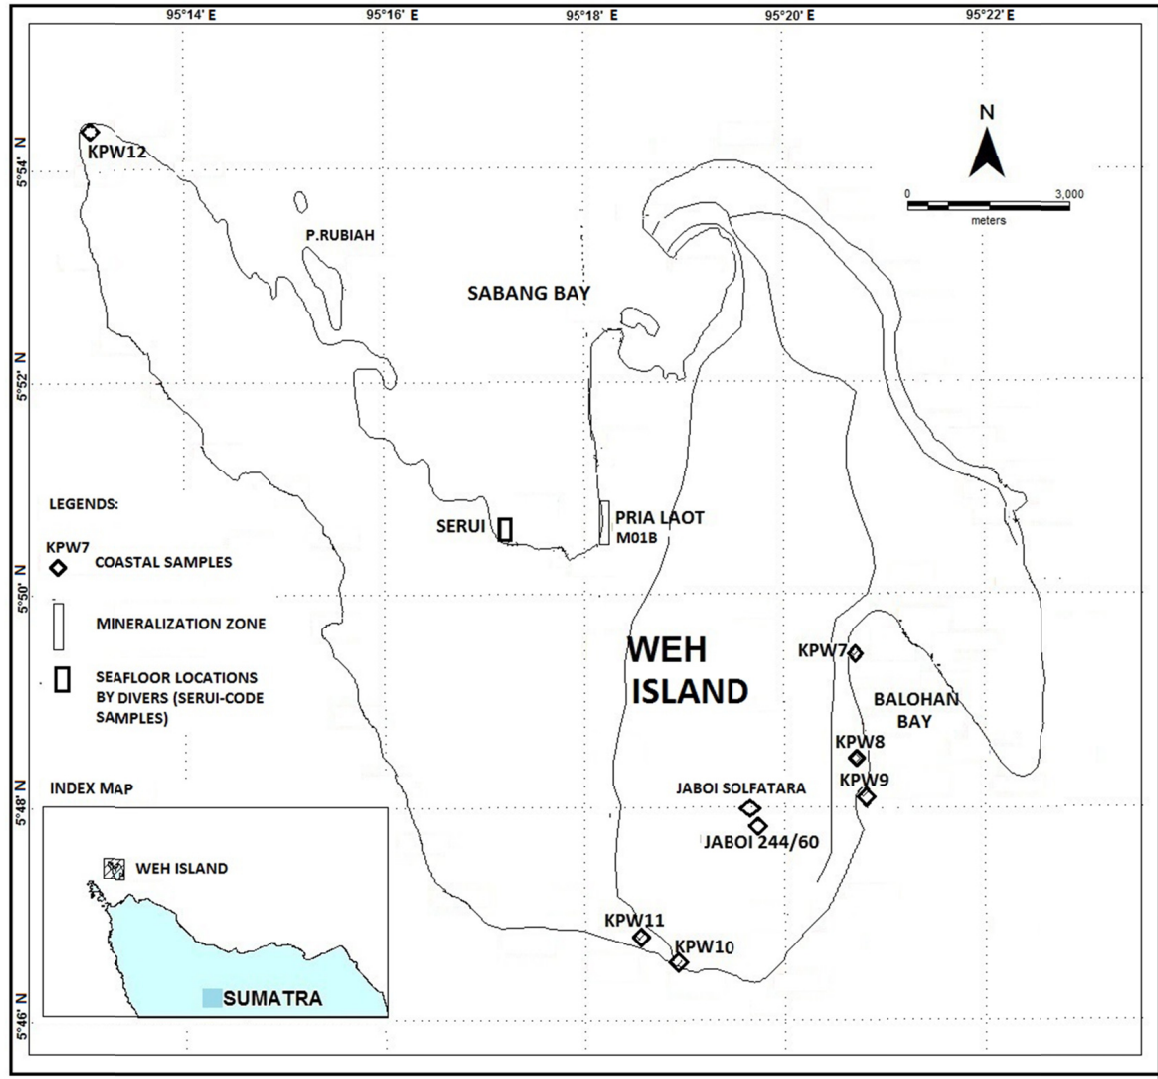 95°14' E
95°16' E
95°18' E
95°20' E
95°22' E
5°54' N
5°52' N
5°50' N
5°48' N
5°46' N
KPW12
N
0
3,000
meters
P.RUBIAH
SABANG BAY
SERUI
PRIA LAOT
M01B
LEGENDS:
KPW7
COASTAL SAMPLES
MINERALIZATION ZONE
SEAFLOOR LOCATIONS
BY DIVERS (SERUI-CODE
SAMPLES)
WEH
ISLAND
KPW7
BALOHAN
BAY
KPW8
KPW9
JABOI SOLFATARA
JABOI 244/60
KPW11
KPW10
INDEX MAP
WEH ISLAND
SUMATRA